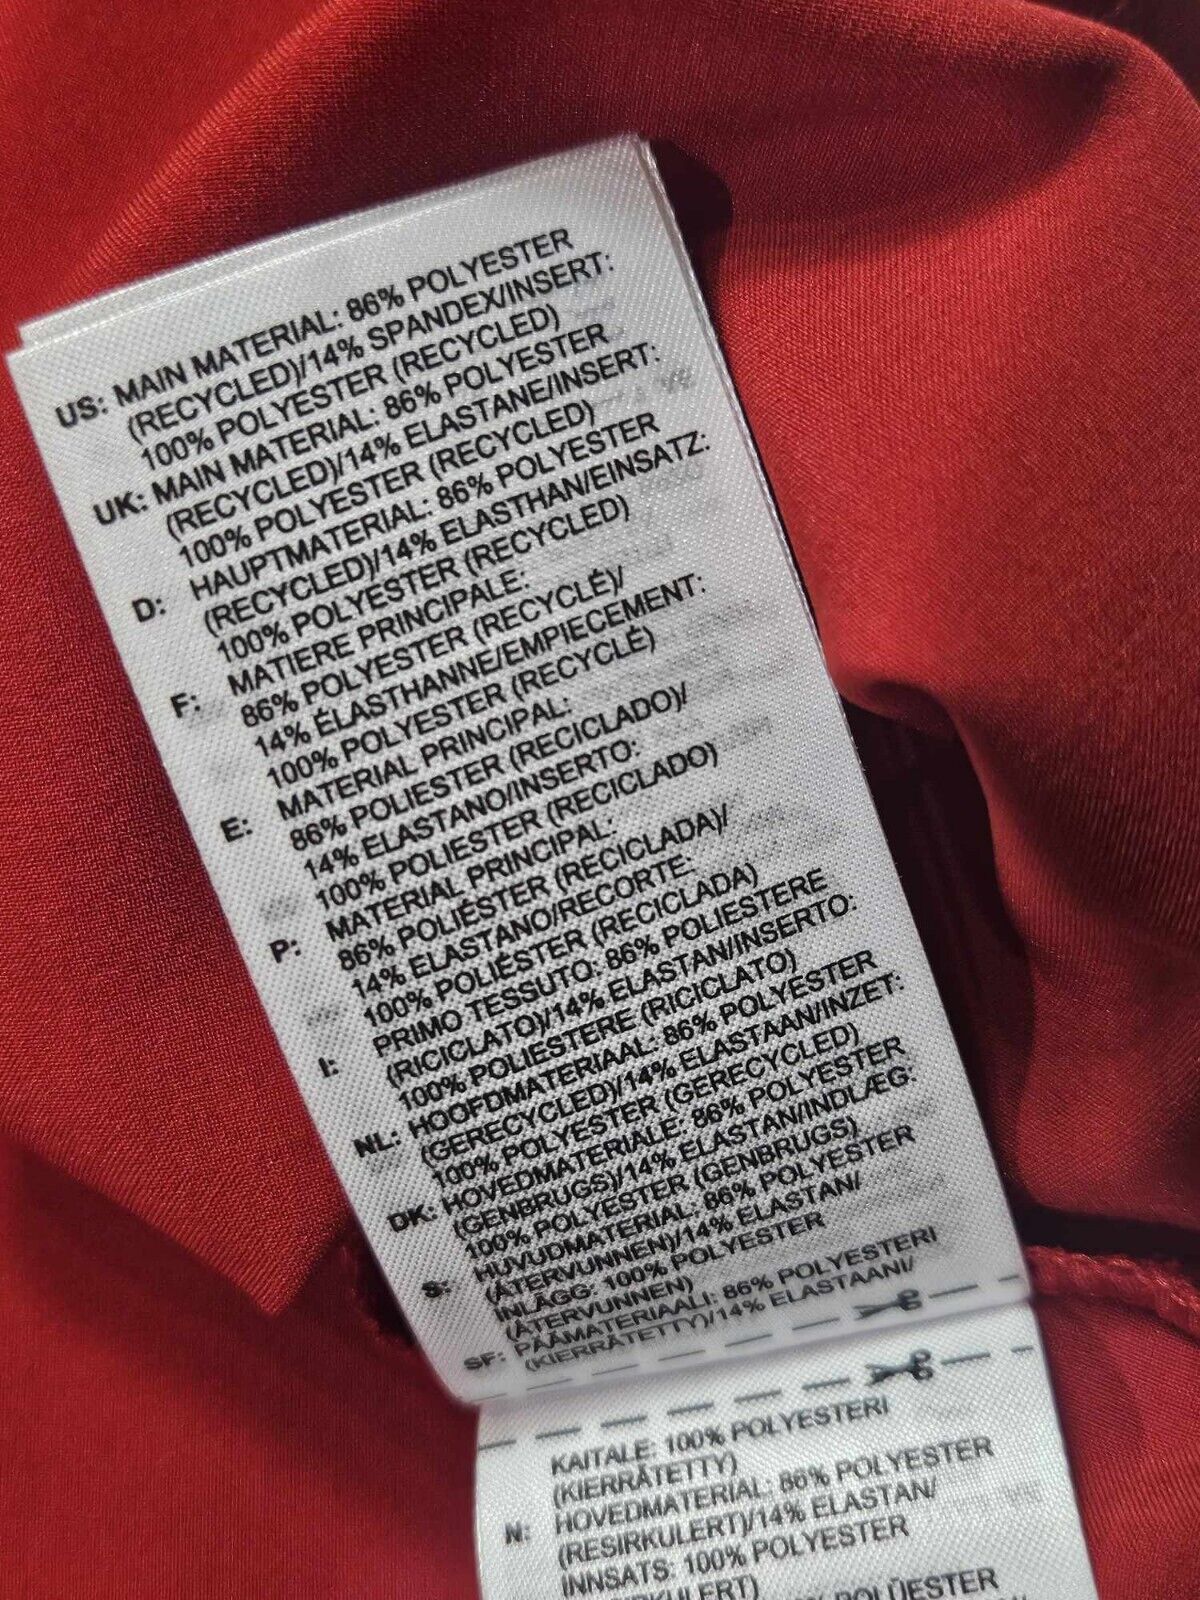 US: MAIN MATERIAL: 86% POLYESTER
(RECYCLED)/14% SPANDEX/INSERT:
100% POLYESTER (RECYCLED)
UK: MAIN MATERIAL: 86% POLYESTER
(RECYCLED)/14% ELASTANE/INSERT:
100% POLYESTER (RECYCLED)
D: HAUPTMATERIAL: 86% POLYESTER
(RECYCLED)/14% ELASTHAN/EINSATZ:
100% POLYESTER (RECYCLED)
F: MATIERE PRINCIPALE:
86% POLYESTER (RECYCLÉ)/
14% ÉLASTHANNE/EMPIECEMENT:
100% POLYESTER (RECYCLÉ)
E: MATERIAL PRINCIPAL:
86% POLIESTER (RECICLADO)/
14% ELASTANO/INSERTO:
100% POLIESTER (RECICLADO)
P: MATERIAL PRINCIPAL:
86% POLIÉSTER (RECICLADA)/
14% ELASTANO/RECORTE:
100% POLIÉSTER (RECICLADA)
I: PRIMO TESSUTO: 86% POLIESTERE
(RICICLATO)/14% ELASTAN/INSERTO:
100% POLIESTERE (RICICLATO)
NL: HOOFDMATERIAAL: 86% POLYESTER
(GERECYCLED)/14% ELASTAAN/INZET:
100% POLYESTER (GERECYCLED)
DK: HOVEDMATERIALE: 86% POLYESTER
(GENBRUGS)/14% ELASTAN/INDLÆG:
100% POLYESTER (GENBRUGS)
S: HUVUDMATERIAL: 86% POLYESTER
(ÅTERVUNNEN)/14% ELASTAN/
INLÄGG: 100% POLYESTER
(ÅTERVUNNEN)
SF: PÄÄMATERIAALI: 86% POLYESTERI
(KIERRÄTETTY)/14% ELASTAANI/
KAITALE: 100% POLYESTERI
(KIERRÄTETTY)
N: HOVEDMATERIAL: 86% POLYESTER
(RESIRKULERT)/14% ELASTAN/
INNSATS: 100% POLYESTER